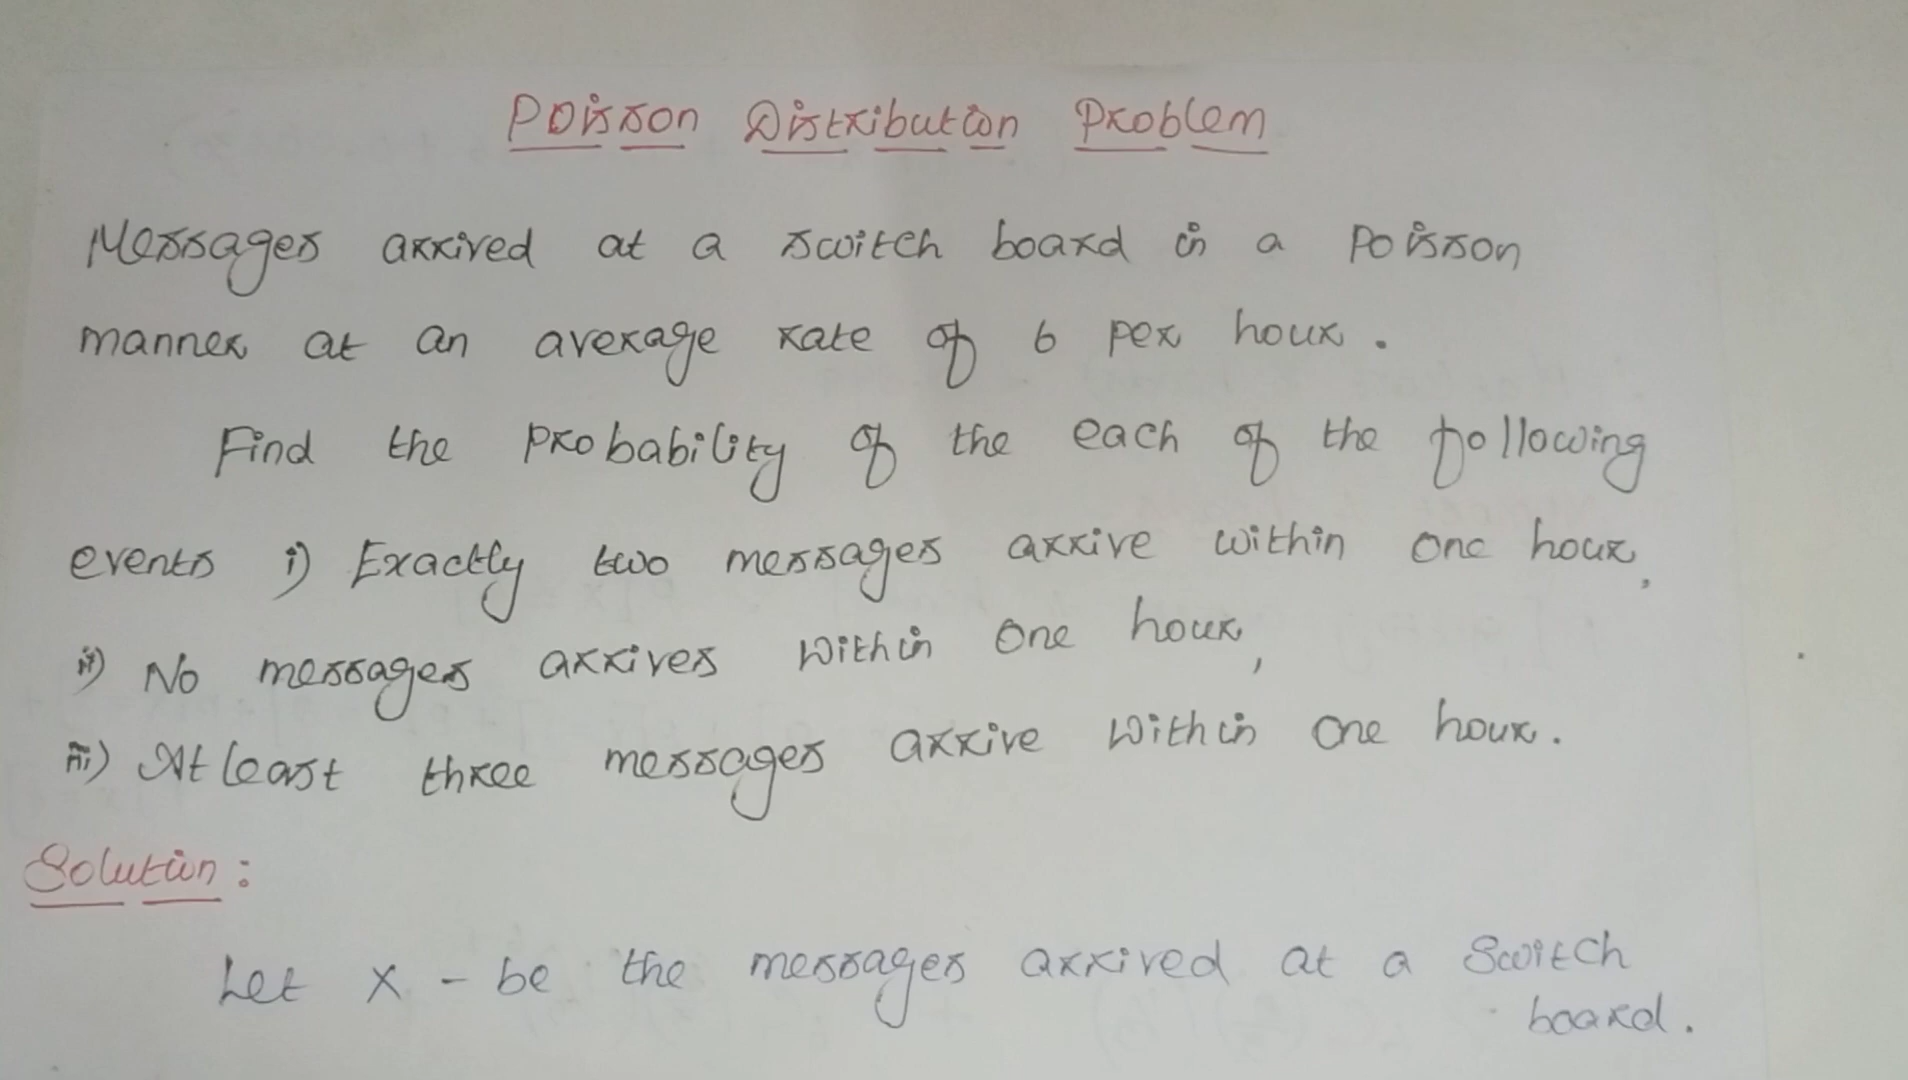 Poisson Distribution Problem
Messages arrived at a switch board in a Poisson
manner at an average rate of 6 per hour.
Find the probability of the each of the following
events i) Exactly two messages arrive within one hour,
ii) No messages arrives within one hour,
iii) At least three messages arrive within one hour.
Solution:
Let X - be the messages arrived at a switch
board.